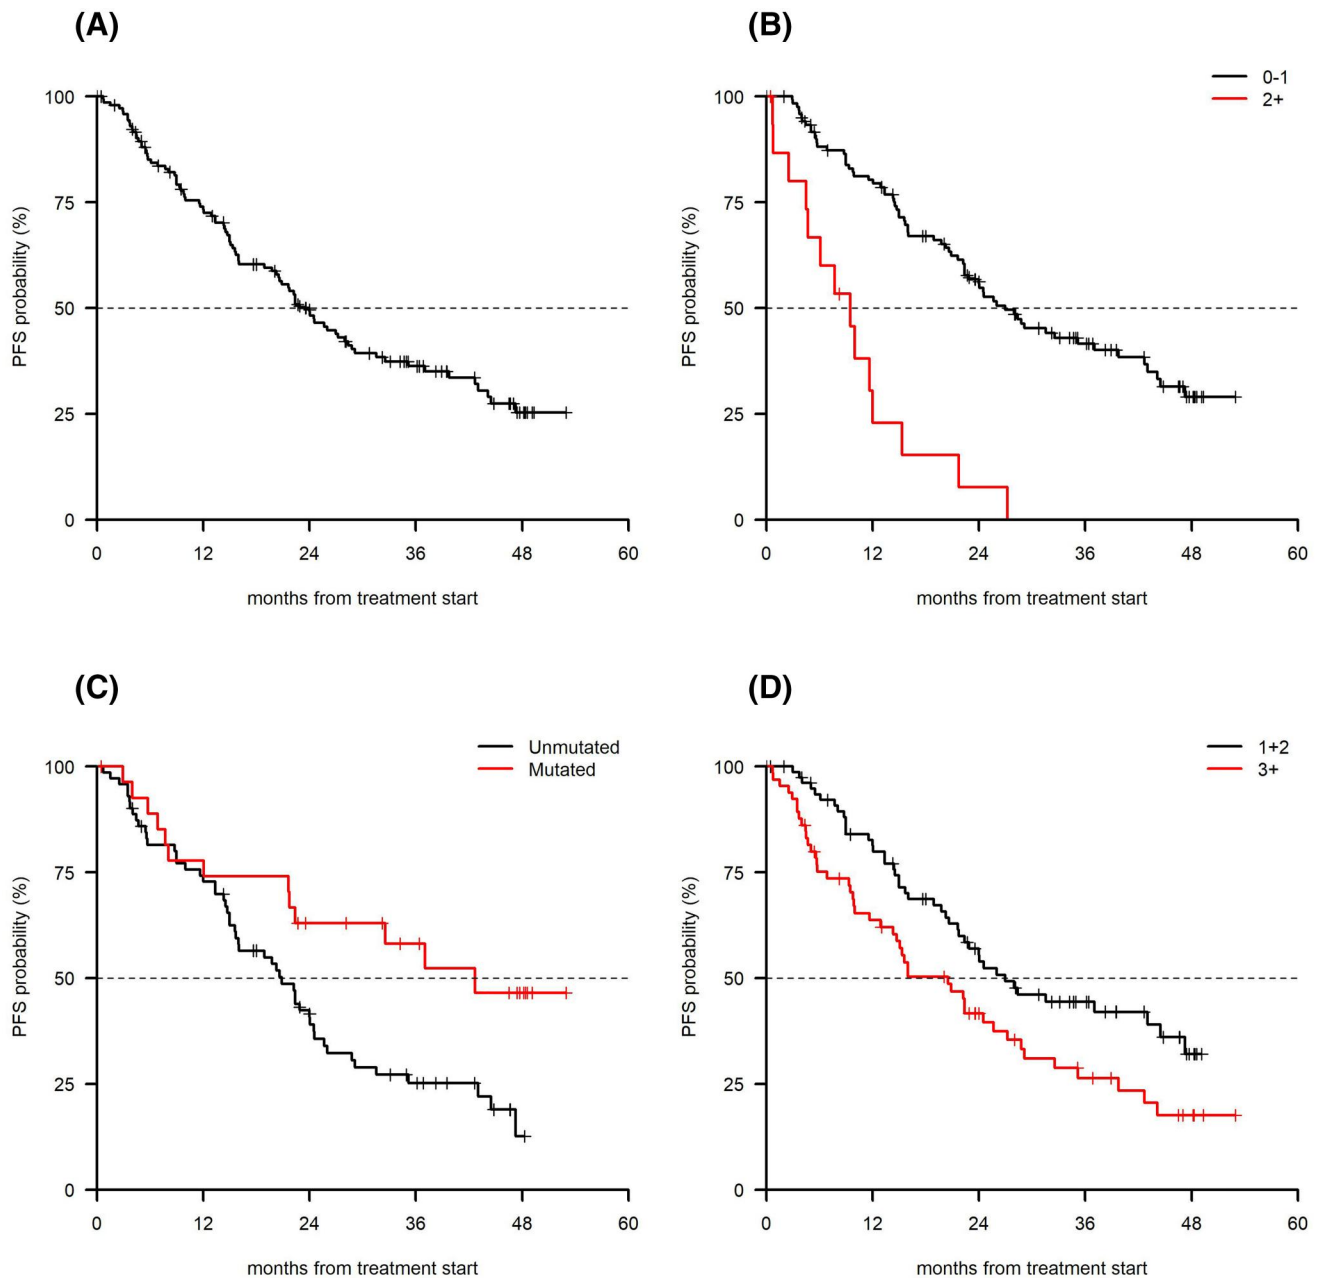 (A)
100
75
50
25
0
PFS probability (%)
0 12 24 36 48 60
months from treatment start
(B)
0-1
2+
100
75
50
25
0
PFS probability (%)
0 12 24 36 48 60
months from treatment start
(C)
Unmutated
Mutated
100
75
50
25
0
PFS probability (%)
0 12 24 36 48 60
months from treatment start
(D)
1+2
3+
100
75
50
25
0
PFS probability (%)
0 12 24 36 48 60
months from treatment start